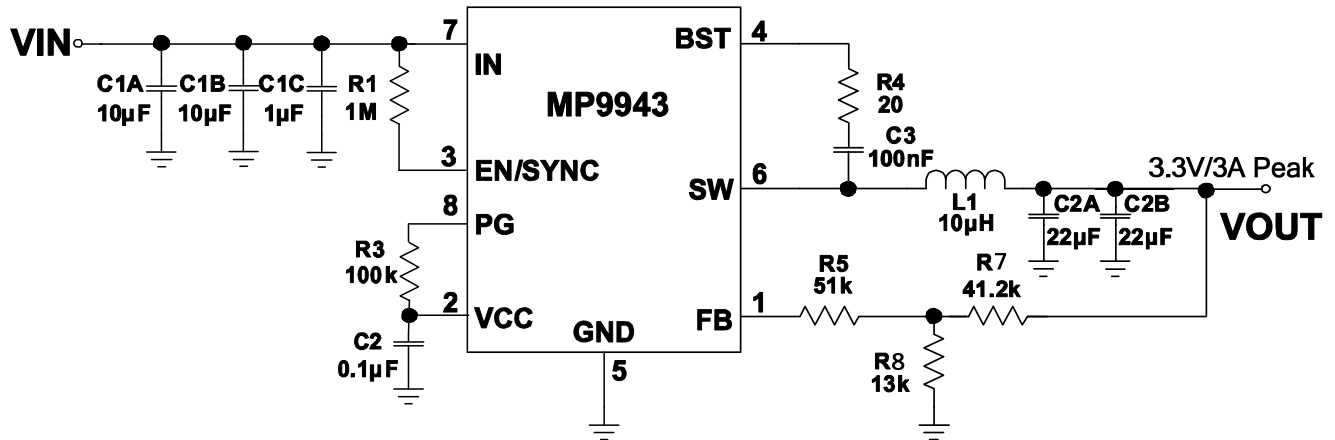 VIN
C1A
10µF
C1B
10µF
C1C
1µF
R1
1M
7
IN
MP9943
BST
4
R4
20
C3
100nF
3
EN/SYNC
SW
6
L1
10µH
3.3V/3A Peak
VOUT
C2A
22µF
C2B
22µF
8
PG
R3
100k
2
VCC
GND
5
FB
1
R5
51k
R7
41.2k
R8
13k
C2
0.1µF